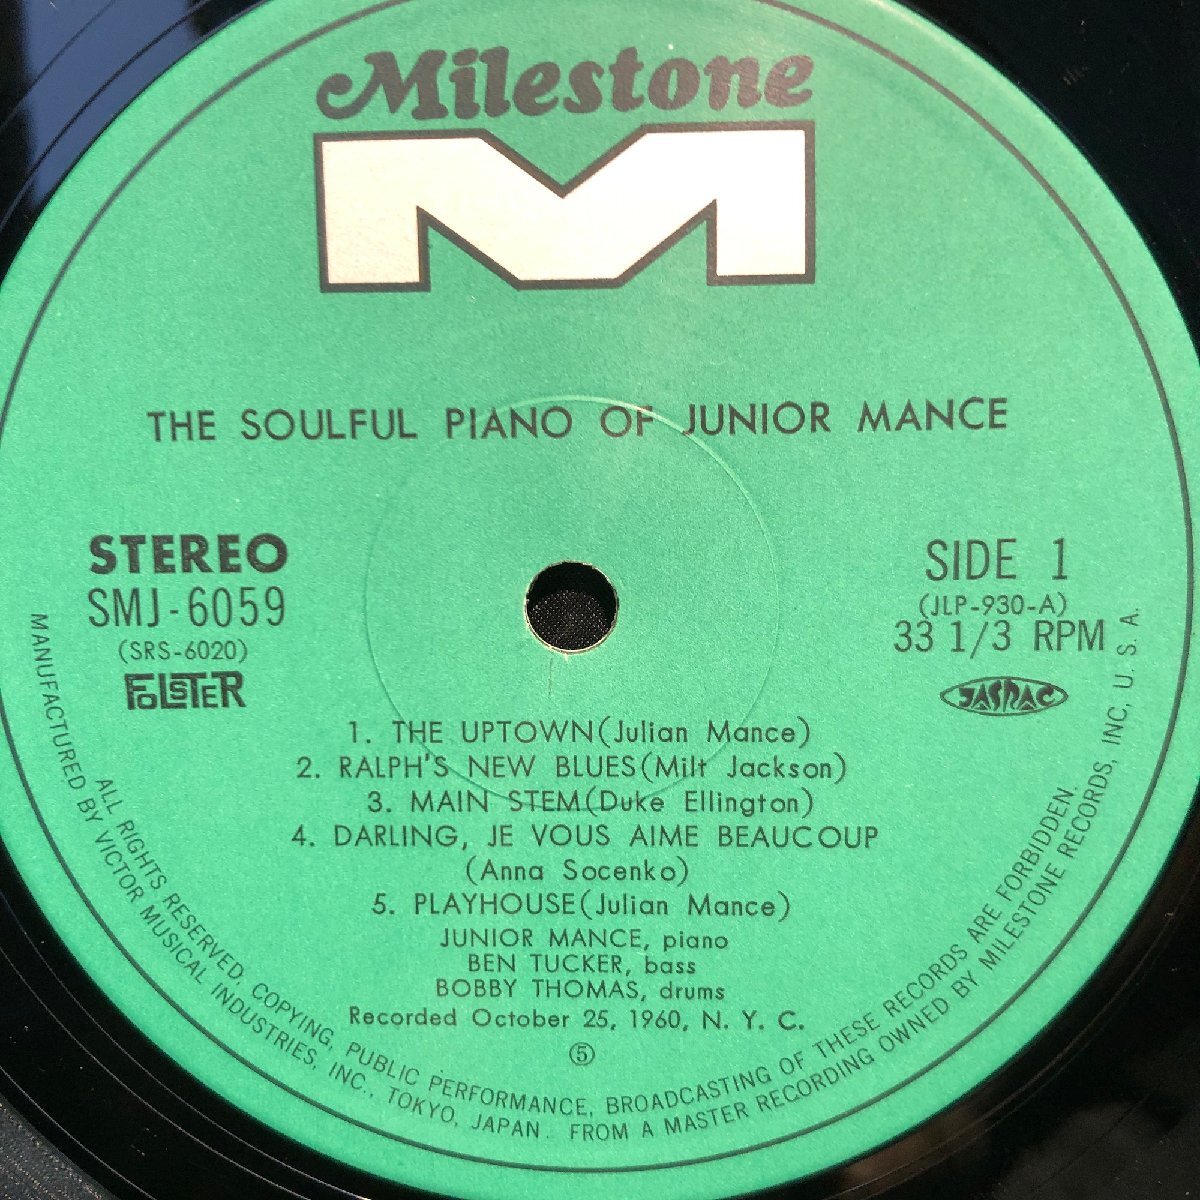 Milestone
M
THE SOULFUL PIANO OF JUNIOR MANCE
STEREO
SMJ-6059
(SRS-6020)
FOLSTER
SIDE 1
(JLP-930-A)
33 1/3 RPM
JASRAC
1. THE UPTOWN(Julian Mance)
2. RALPH'S NEW BLUES(Milt Jackson)
3. MAIN STEM(Duke Ellington)
4. DARLING, JE VOUS AIME BEAUCOUP
(Anna Socenko)
5. PLAYHOUSE(Julian Mance)
JUNIOR MANCE, piano
BEN TUCKER, bass
BOBBY THOMAS, drums
Recorded October 25, 1960, N. Y. C.
⑤
ALL RIGHTS RESERVED. COPYING, PUBLIC PERFORMANCE, BROADCASTING OF THESE RECORDS ARE FORBIDDEN.
MANUFACTURED BY VICTOR MUSICAL INDUSTRIES, INC., TOKYO, JAPAN. FROM A MASTER RECORDING OWNED BY MILESTONE RECORDS, INC, U. S. A.